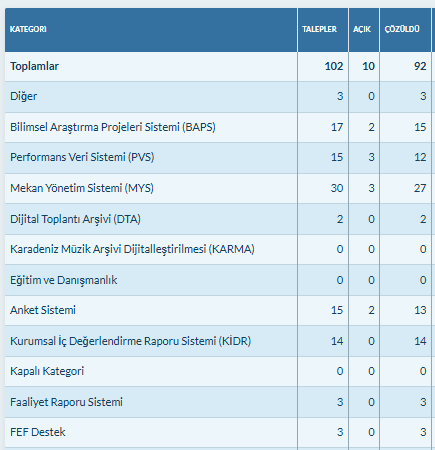 KATEGORI TALEPLER AÇIK ÇÖZÜLDÜ
Toplamlar 102 10 92
Diğer 3 0 3
Bilimsel Araştırma Projeleri Sistemi (BAPS) 17 2 15
Performans Veri Sistemi (PVS) 15 3 12
Mekan Yönetim Sistemi (MYS) 30 3 27
Dijital Toplantı Arşivi (DTA) 2 0 2
Karadeniz Müzik Arşivi Dijitalleştirilmesi (KARMA) 0 0 0
Eğitim ve Danışmanlık 0 0 0
Anket Sistemi 15 2 13
Kurumsal İç Değerlendirme Raporu Sistemi (KİDR) 14 0 14
Kapalı Kategori 0 0 0
Faaliyet Raporu Sistemi 3 0 3
FEF Destek 3 0 3